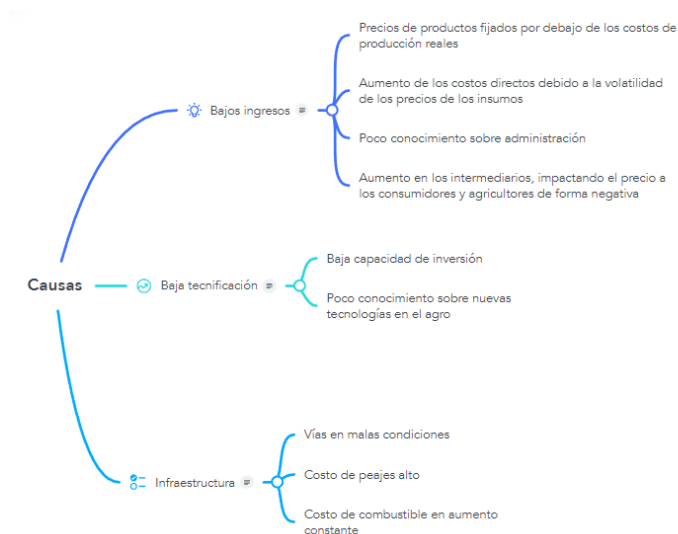 Causas
Bajos ingresos
Precios de productos fijados por debajo de los costos de
producción reales
Aumento de los costos directos debido a la volatilidad
de los precios de los insumos
Poco conocimiento sobre administración
Aumento en los intermediarios, impactando el precio a
los consumidores y agricultores de forma negativa
Baja tecnificación
Baja capacidad de inversión
Poco conocimiento sobre nuevas
tecnologías en el agro
Infraestructura
Vías en malas condiciones
Costo de peajes alto
Costo de combustible en aumento
constante